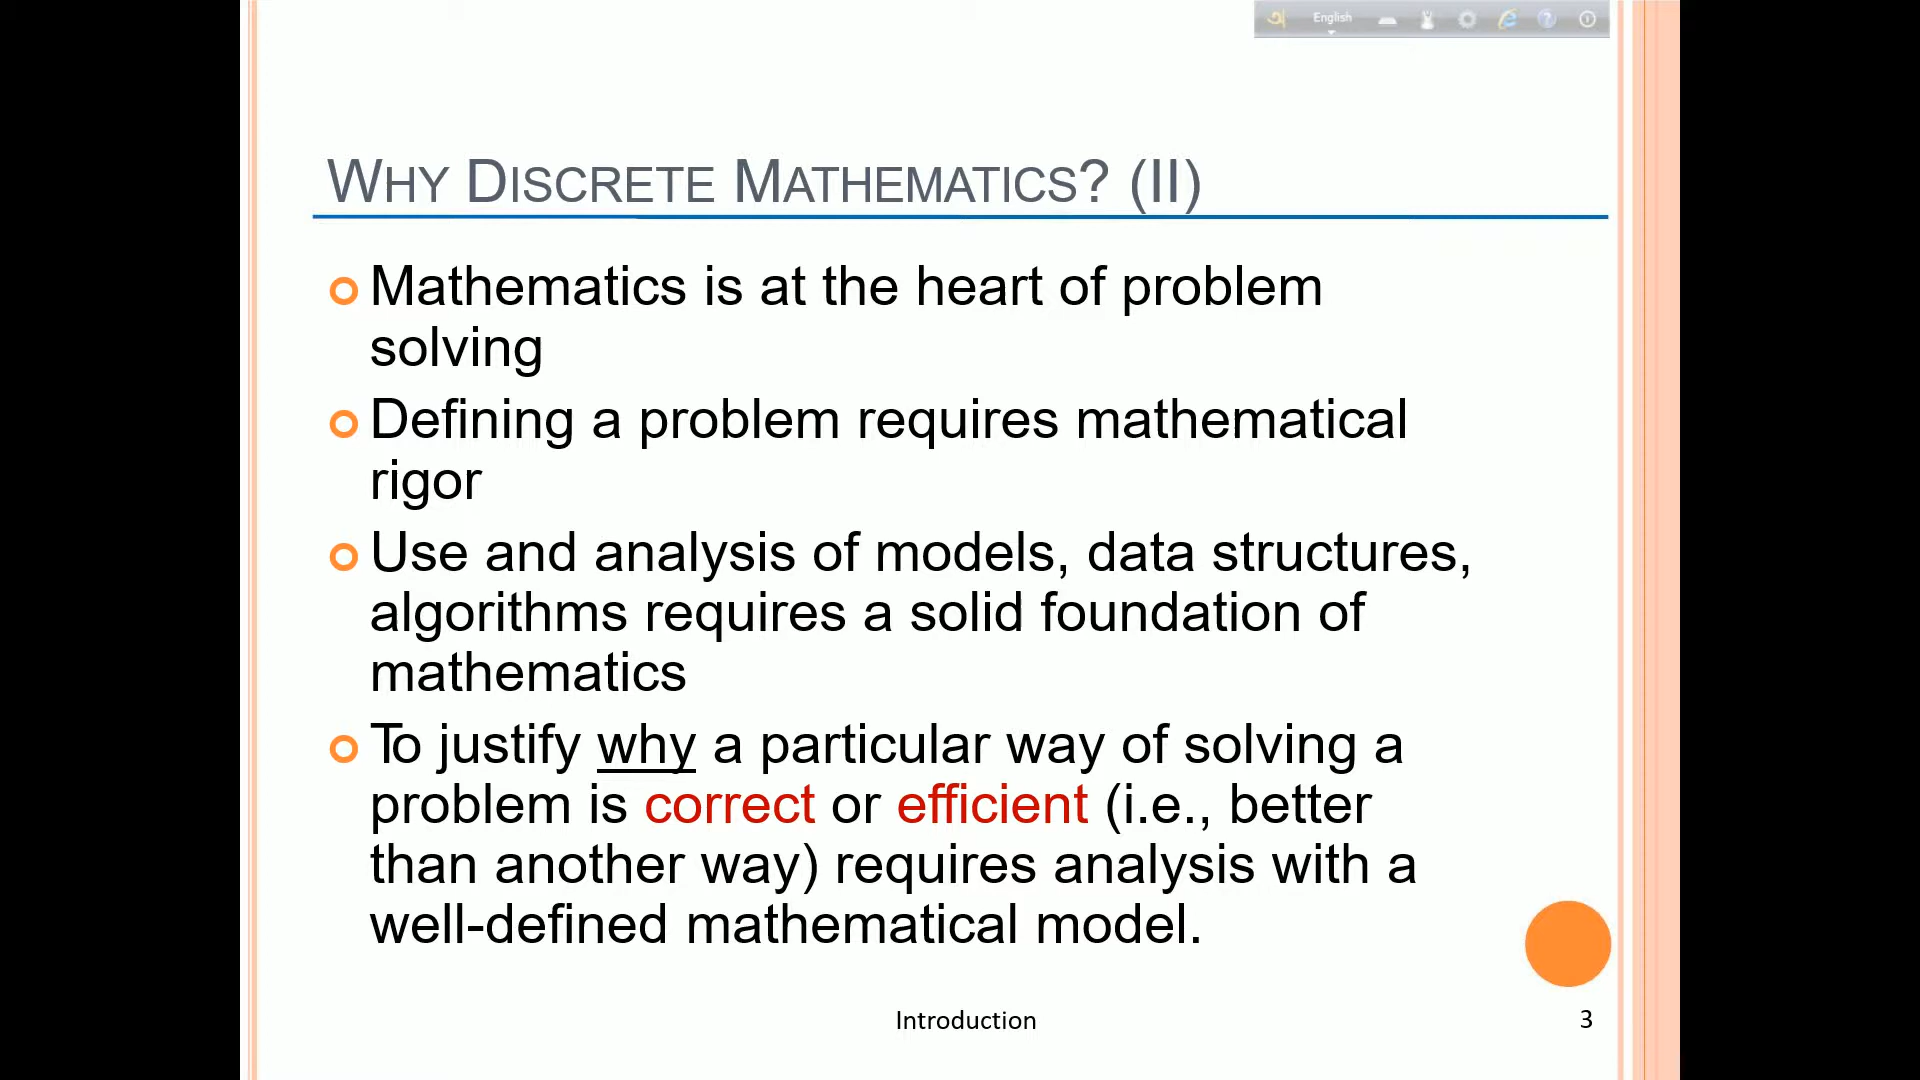 English
WHY DISCRETE MATHEMATICS? (II)
Mathematics is at the heart of problem
solving
Defining a problem requires mathematical
rigor
Use and analysis of models, data structures,
algorithms requires a solid foundation of
mathematics
To justify why a particular way of solving a
problem is correct or efficient (i.e., better
than another way) requires analysis with a
well-defined mathematical model.
Introduction
3